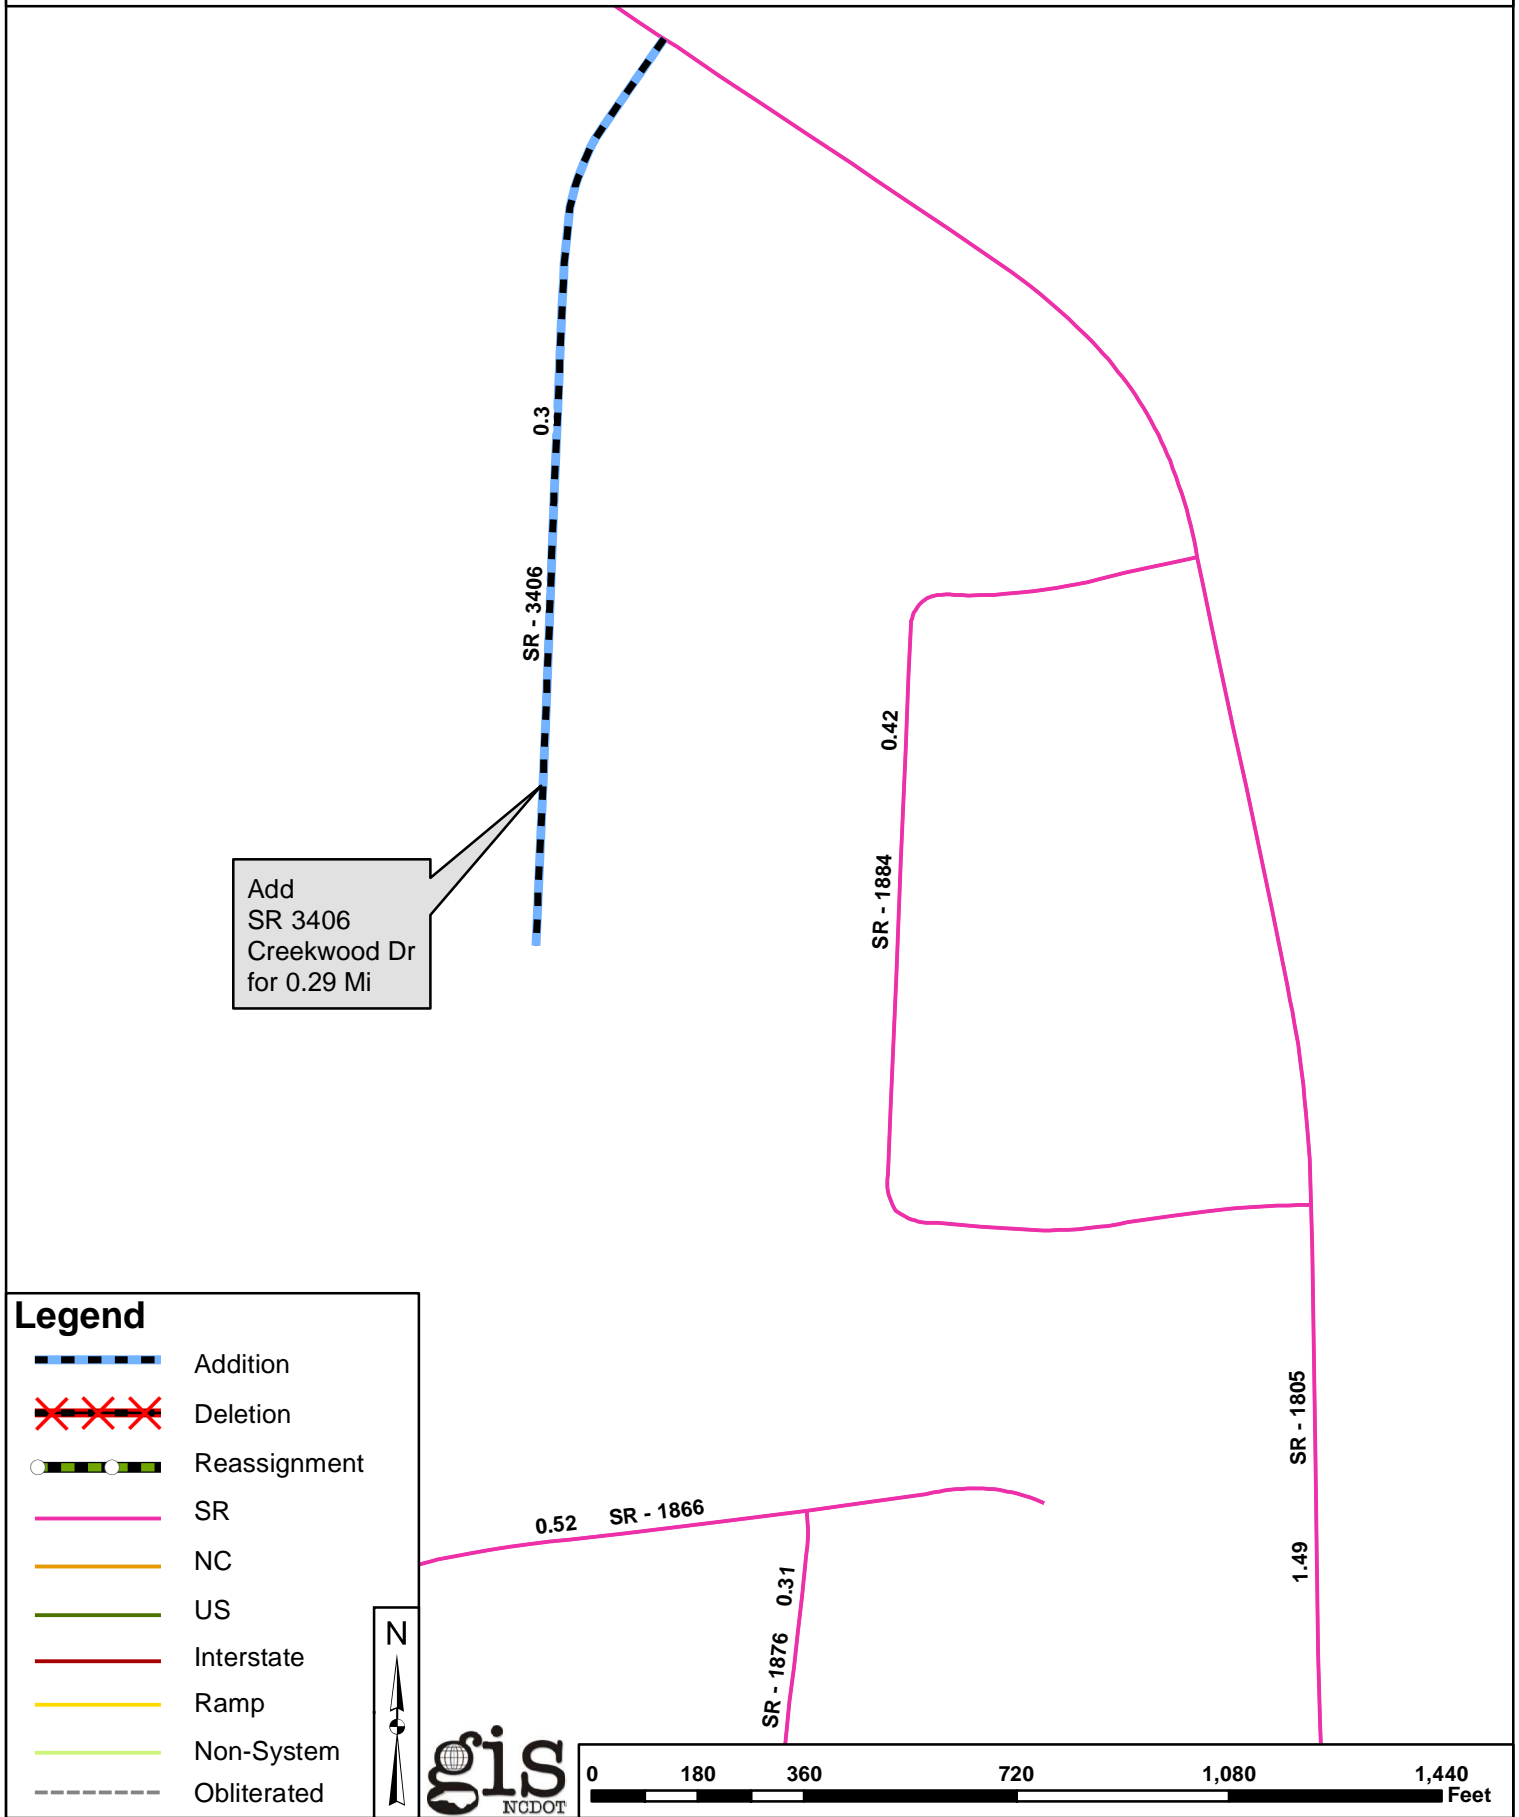 0.3
SR - 3406
0.42
SR - 1884
Add
SR 3406
Creekwood Dr
for 0.29 Mi
SR - 1805
1.49
0.52 SR - 1866
0.31
SR - 1876
Legend
Addition
Deletion
Reassignment
SR
NC
US
Interstate
Ramp
Non-System
Obliterated
N
gis
NCDOT
0 180 360 720 1,080 1,440
Feet